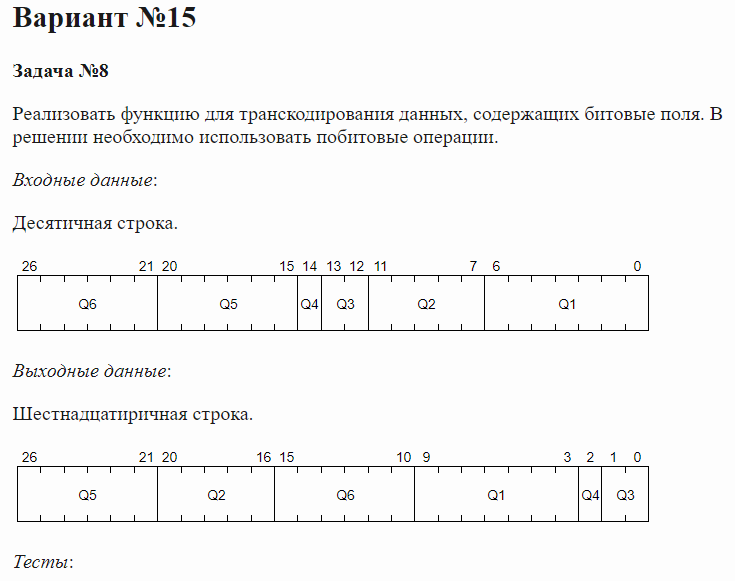 Вариант №15
Задача №8
Реализовать функцию для транскодирования данных, содержащих битовые поля. В
решении необходимо использовать побитовые операции.
Входные данные:
Десятичная строка.
26 21 20 15 14 13 12 11 7 6 0
Q6 Q5 Q4 Q3 Q2 Q1
Выходные данные:
Шестнадцатиричная строка.
26 21 20 16 15 10 9 3 2 1 0
Q5 Q2 Q6 Q1 Q4 Q3
Тесты: